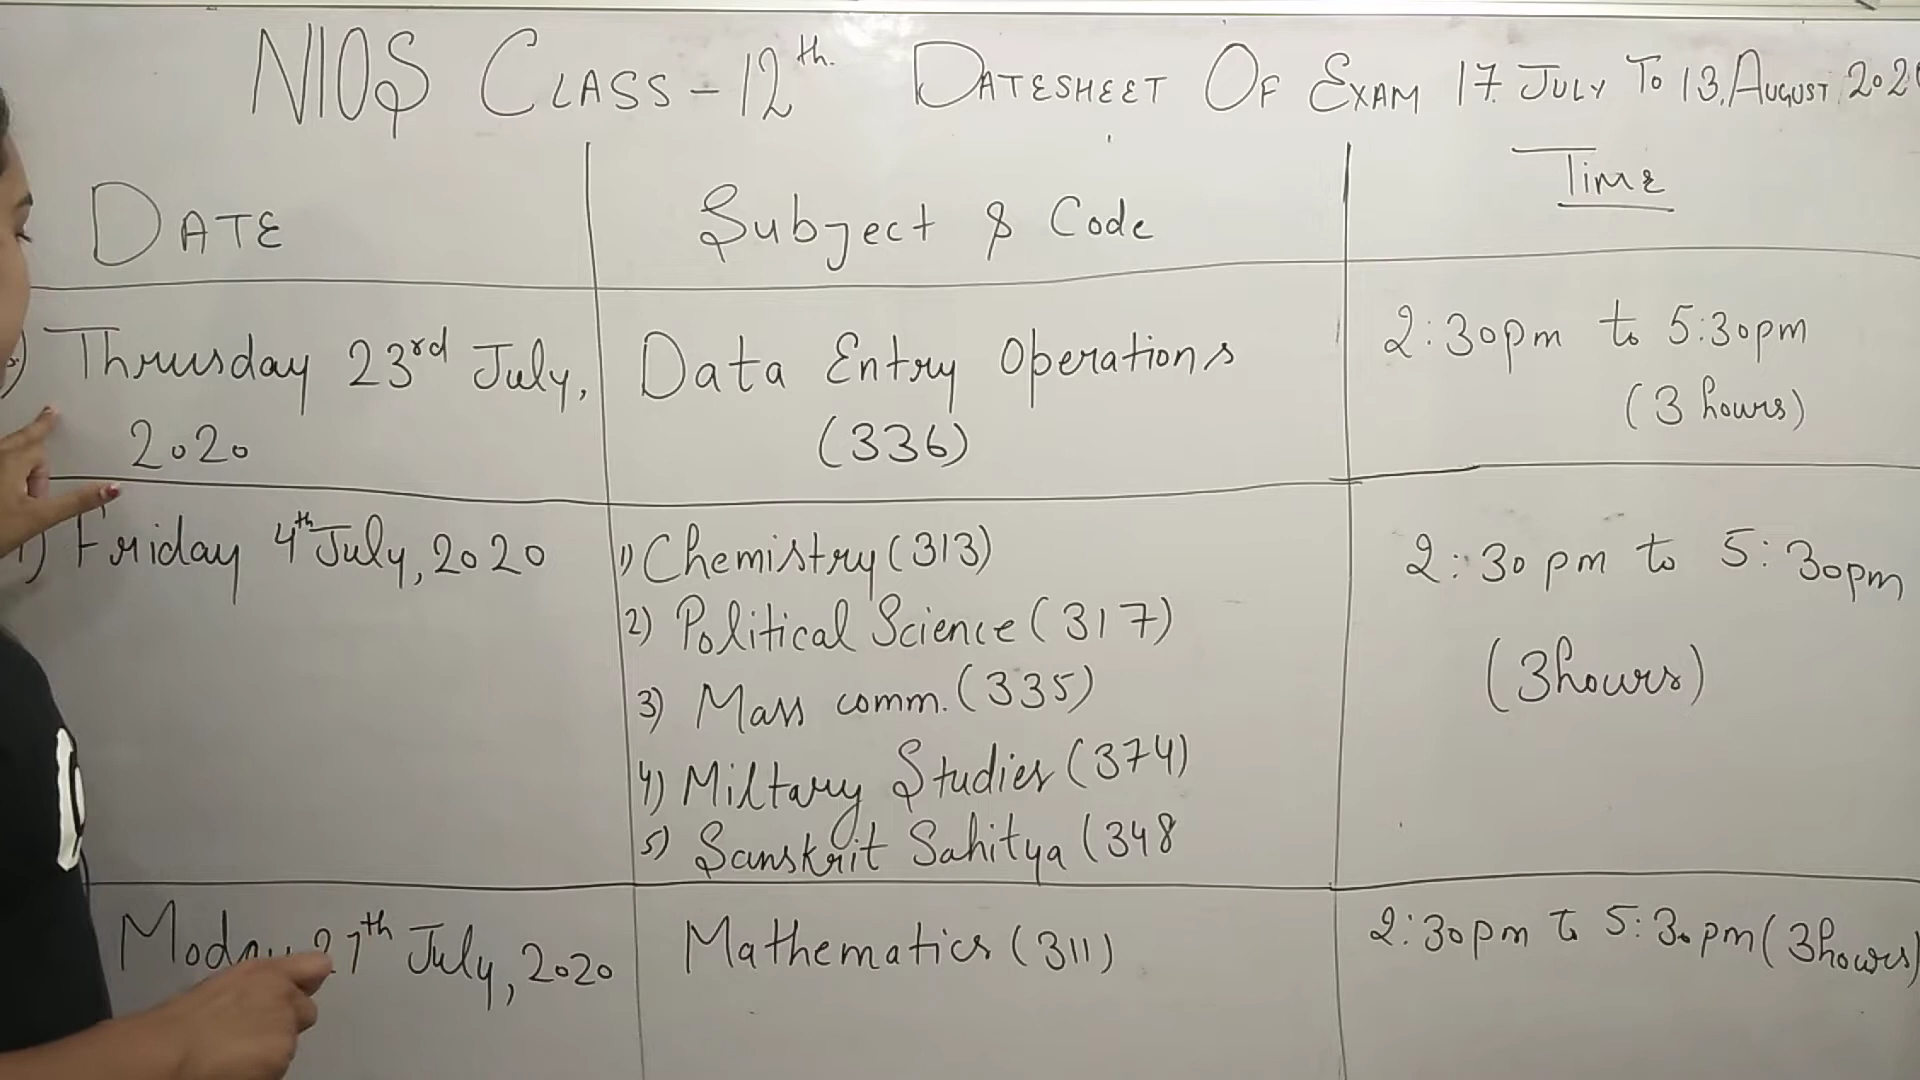 NIOS CLASS-12th. DATESHEET OF EXAM 17 JULY TO 13, AUGUST 202
DATE Subject & Code Time
Thrusday 23rd July, Data Entry Operations 2:30pm to 5:30pm
2020 (336) (3 hours)
Friday 4th July, 2020 1) Chemistry (313) 2:30 pm to 5:30pm
2) Political Science (317)
3) Mass comm. (335) (3hours)
4) Miltary Studies (374)
5) Sanskrit Sahitya (348
Moday 27th July, 2020 Mathematics (311) 2:30pm to 5:30pm (3hours)